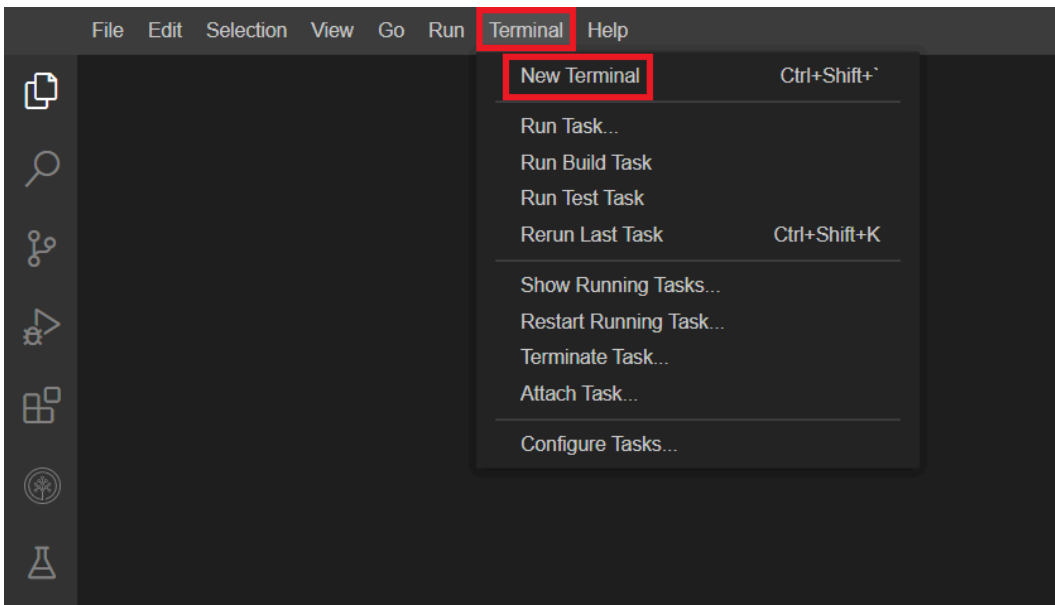 File Edit Selection View Go Run Terminal Help
New Terminal Ctrl+Shift+`
Run Task...
Run Build Task
Run Test Task
Rerun Last Task Ctrl+Shift+K
Show Running Tasks...
Restart Running Task...
Terminate Task...
Attach Task...
Configure Tasks...